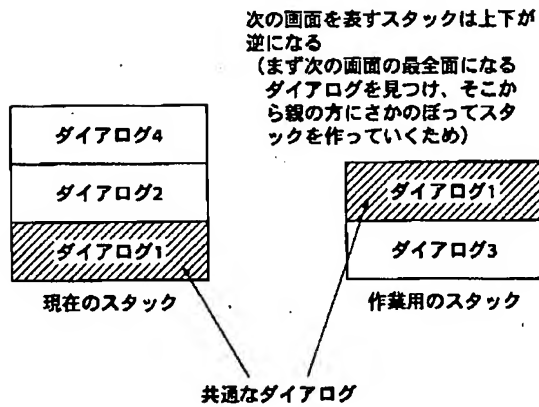 次の画面を表すスタックは上下が
逆になる
（まず次の画面の最全面になる
ダイアログを見つけ、そこか
ら親の方にさかのぼってスタ
ックを作っていくため）
ダイアログ4
ダイアログ2
ダイアログ1
現在のスタック
ダイアログ1
ダイアログ3
作業用のスタック
共通なダイアログ